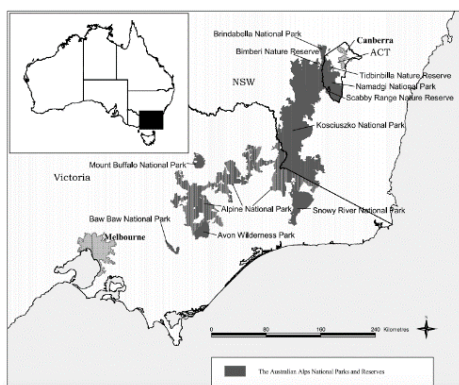 Brindabella National Park
Canberra
Bimberi Nature Reserve
ACT
Tidbinbilla Nature Reserve
NSW
Namadgi National Park
Scabby Range Nature Reserve
Kosciuszko National Park
Mount Buffalo National Park
Victoria
Alpine National Park
Snowy River National Park
Baw Baw National Park
Melbourne
Avon Wilderness Park
0 80 160 240 Kilometres
The Australian Alps National Parks and Reserves